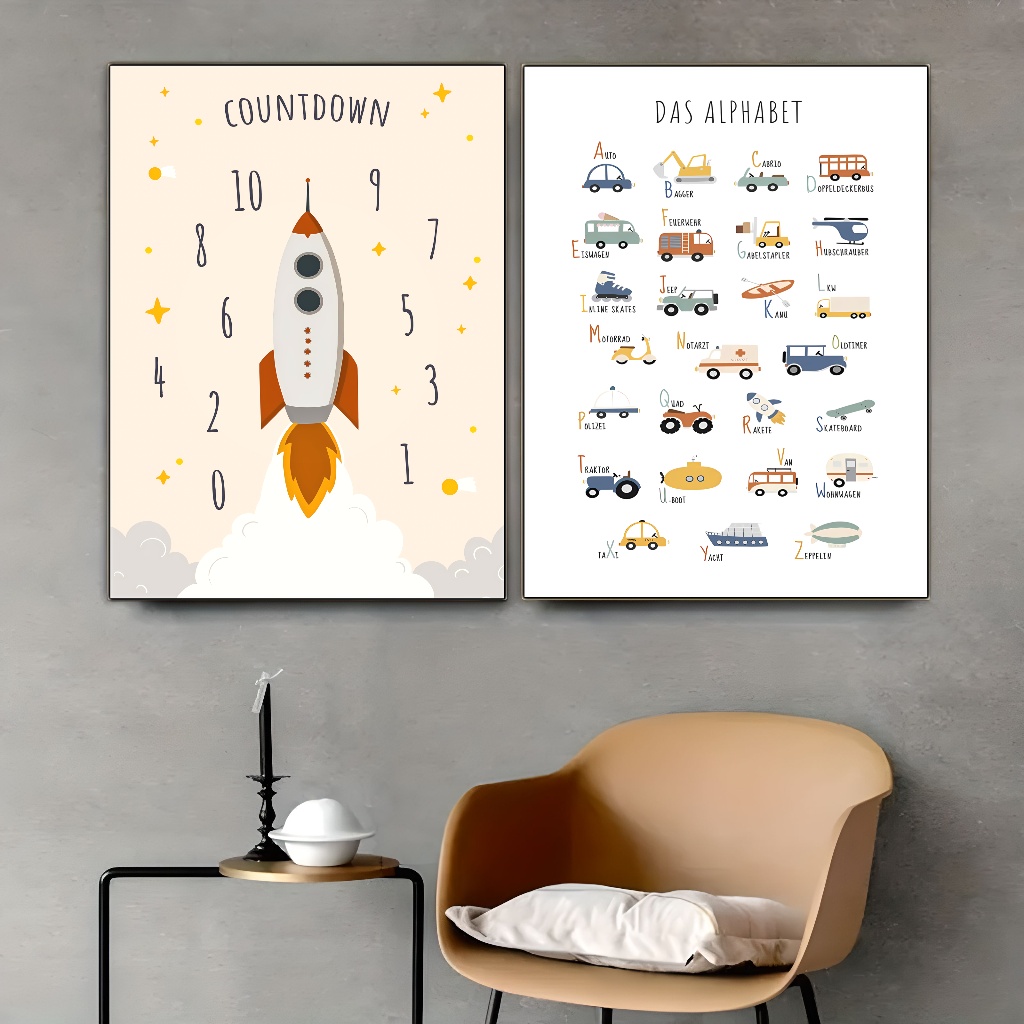 COUNTDOWN
10 9
8 7
6 5
4 3
2 1
0
DAS ALPHABET
AUTO
BAGGER
CABRIO
DOPPELDECKERBUS
EISWAGEN
FEUERWEHR
GABELSTAPLER
HUBSCHRAUBER
INLINE SKATES
JEEP
KANU
LKW
MOTORRAD
NOTARZT
OLDTIMER
POLIZEI
QUAD
RAKETE
SKATEBOARD
TRAKTOR
U-BOOT
VAN
WOHNWAGEN
TAXI
YACHT
ZEPPELIN